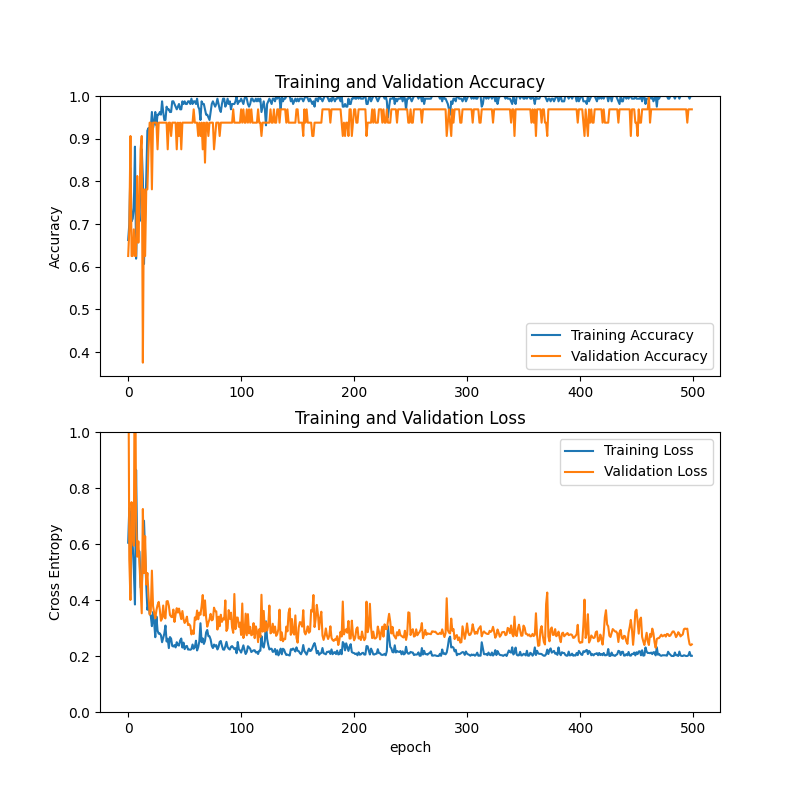 Training and Validation Accuracy
1.0
0.9
0.8
0.7
0.6
0.5
0.4
Accuracy
Training Accuracy
Validation Accuracy
0 100 200 300 400 500
Training and Validation Loss
1.0
0.8
0.6
0.4
0.2
0.0
Cross Entropy
Training Loss
Validation Loss
0 100 200 300 400 500
epoch